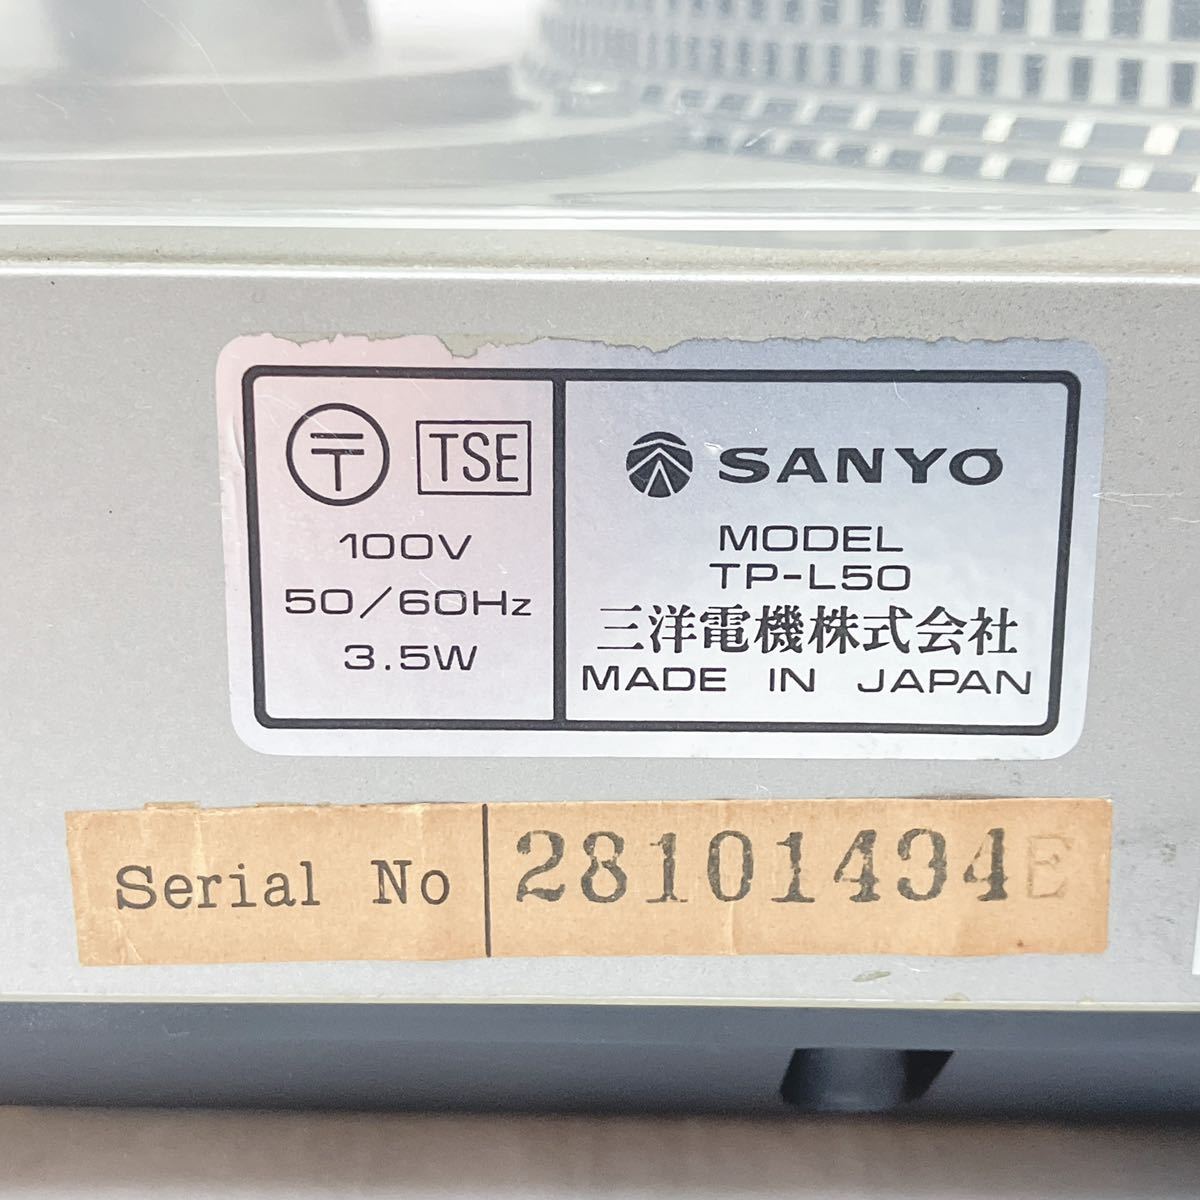 TSE
100V
50/60Hz
3.5W
SANYO
MODEL
TP-L50
三洋電機株式会社
MADE IN JAPAN
Serial No 28101434E